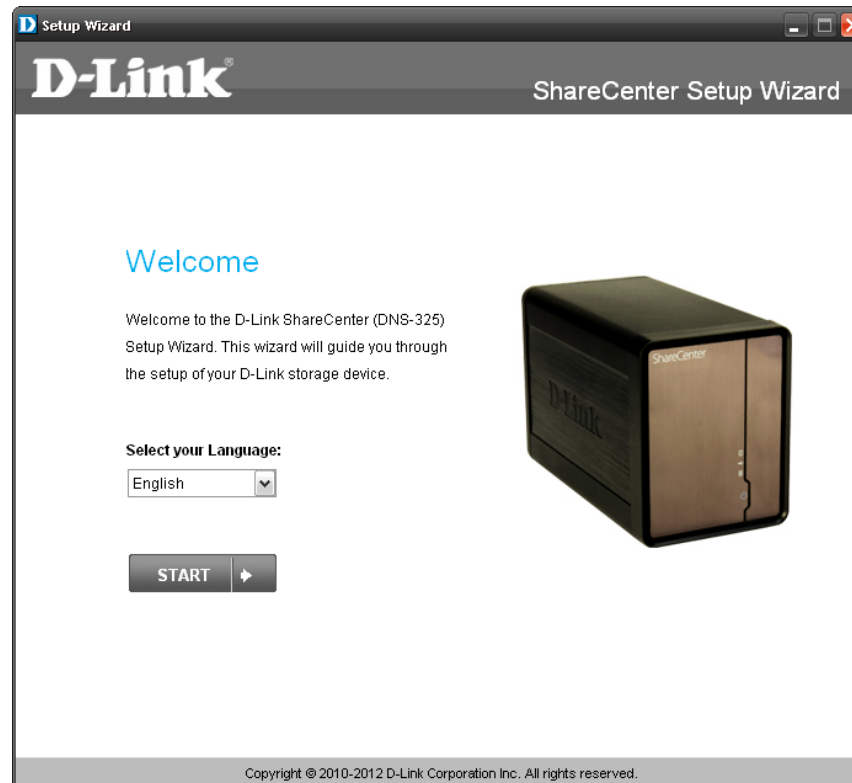 Setup Wizard
D-Link®
ShareCenter Setup Wizard
Welcome
Welcome to the D-Link ShareCenter (DNS-325)
Setup Wizard. This wizard will guide you through
the setup of your D-Link storage device.
Select your Language:
English
START
ShareCenter
D-Link
Copyright © 2010-2012 D-Link Corporation Inc. All rights reserved.